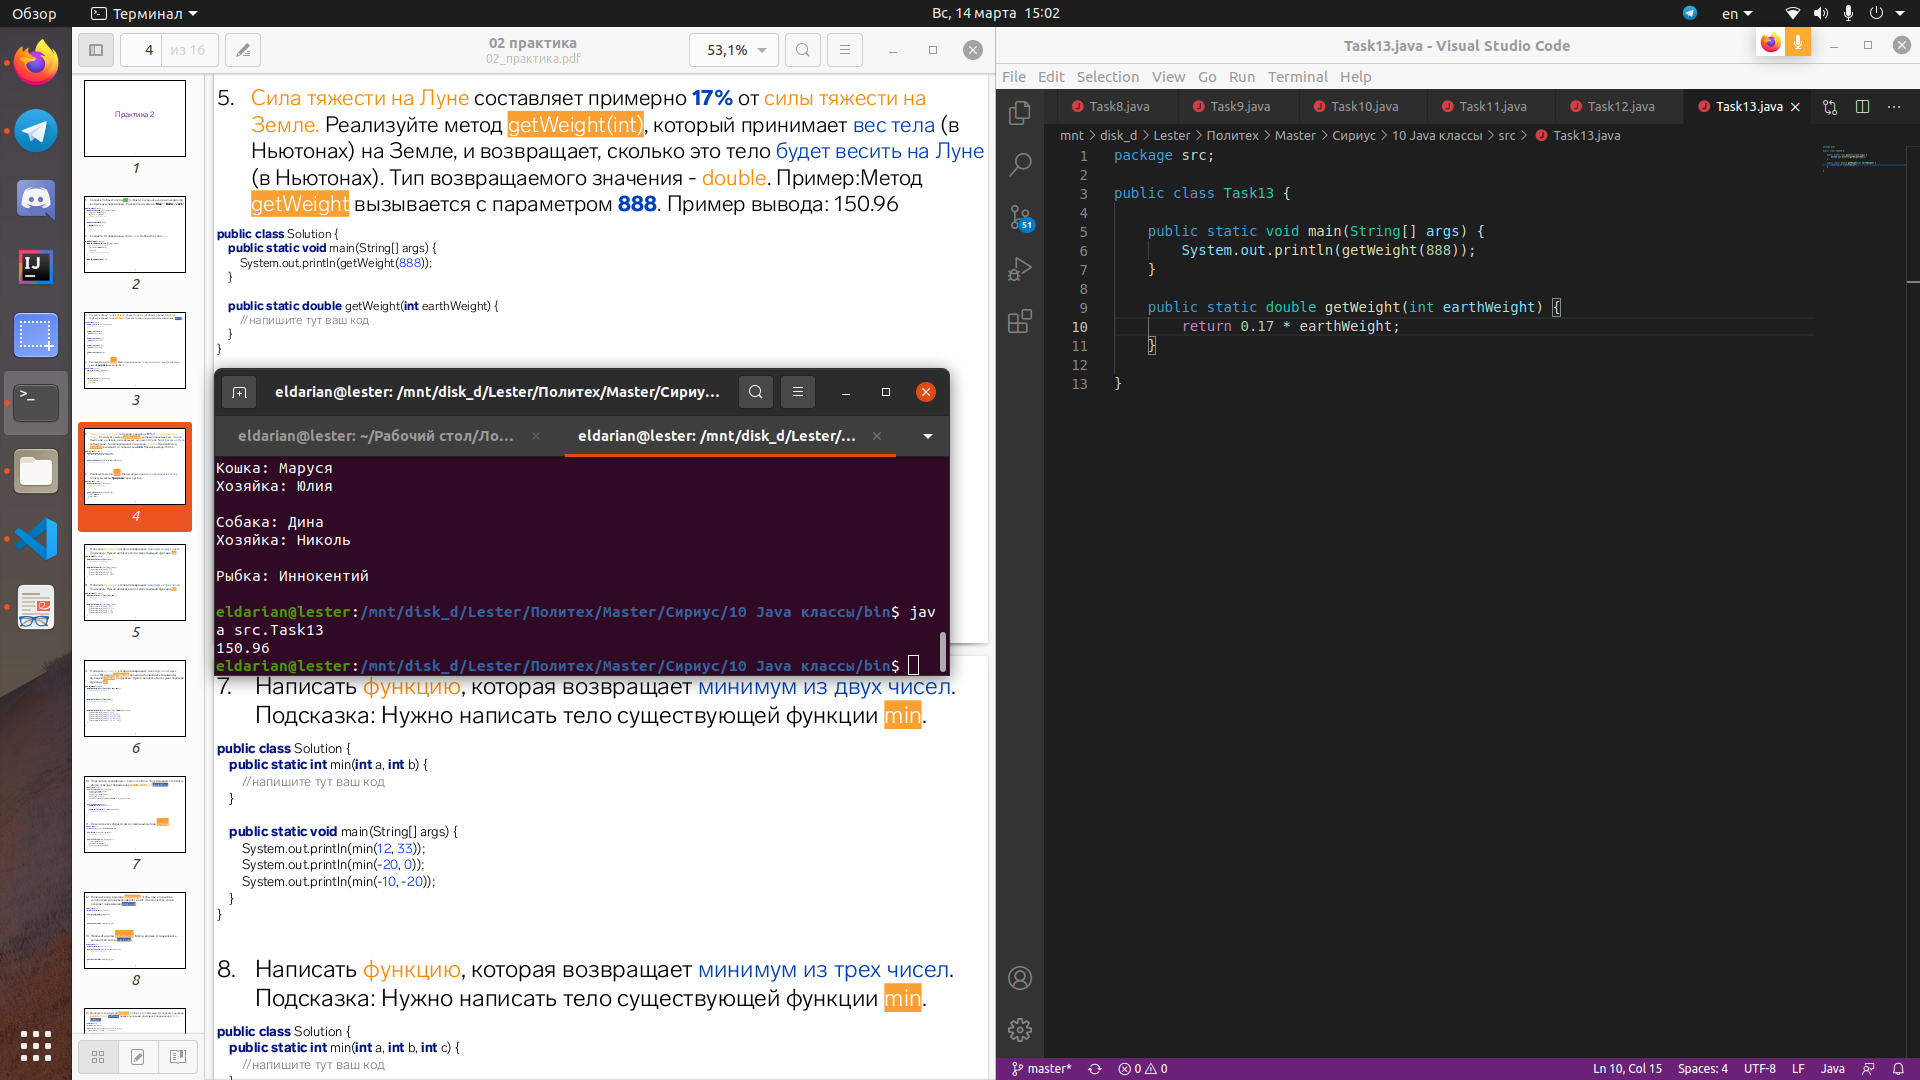 Обзор
Терминал
Вс, 14 марта 15:02
en
4
из 16
02 практика
02_практика.pdf
53,1%
Практика 2
1
2
3
4
5
6
7
8
5. Сила тяжести на Луне составляет примерно 17% от силы тяжести на
Земле. Реализуйте метод getWeight(int), который принимает вес тела (в
Ньютонах) на Земле, и возвращает, сколько это тело будет весить на Луне
(в Ньютонах). Тип возвращаемого значения - double. Пример:Метод
getWeight вызывается с параметром 888. Пример вывода: 150.96
public class Solution {
public static void main(String[] args) {
System.out.println(getWeight(888));
}
public static double getWeight(int earthWeight) {
//напишите тут ваш код
}
}
eldarian@lester: /mnt/disk_d/Lester/Политех/Master/Сириу...
eldarian@lester: ~/Рабочий стол/Ло...
eldarian@lester: /mnt/disk_d/Lester/...
Кошка: Маруся
Хозяйка: Юлия
Собака: Дина
Хозяйка: Николь
Рыбка: Иннокентий
eldarian@lester:/mnt/disk_d/Lester/Политех/Master/Сириус/10 Java классы/bin$ jav
a src.Task13
150.96
eldarian@lester:/mnt/disk_d/Lester/Политех/Master/Сириус/10 Java классы/bin$
7. Написать функцию, которая возвращает минимум из двух чисел.
Подсказка: Нужно написать тело существующей функции min.
public class Solution {
public static int min(int a, int b) {
//напишите тут ваш код
}
public static void main(String[] args) {
System.out.println(min(12, 33));
System.out.println(min(-20, 0));
System.out.println(min(-10, -20));
}
}
8. Написать функцию, которая возвращает минимум из трех чисел.
Подсказка: Нужно написать тело существующей функции min.
public class Solution {
public static int min(int a, int b, int c) {
//напишите тут ваш код
}
Task13.java - Visual Studio Code
File Edit Selection View Go Run Terminal Help
Task8.java
Task9.java
Task10.java
Task11.java
Task12.java
Task13.java
mnt > disk_d > Lester > Политех > Master > Сириус > 10 Java классы > src > Task13.java
51
1 package src;
2
3 public class Task13 {
4
5 public static void main(String[] args) {
6 System.out.println(getWeight(888));
7 }
8
9 public static double getWeight(int earthWeight) {
10 return 0.17 * earthWeight;
11 }
12
13 }
master*
0
0
Ln 10, Col 15
Spaces: 4
UTF-8
LF
Java